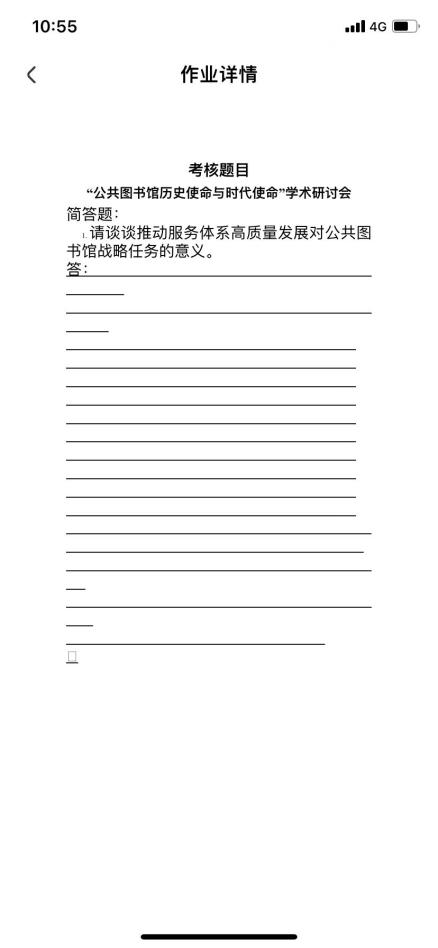 10:55
4G
作业详情
考核题目
“公共图书馆历史使命与时代使命”学术研讨会
简答题:
1. 请谈谈推动服务体系高质量发展对公共图
书馆战略任务的意义。
答: